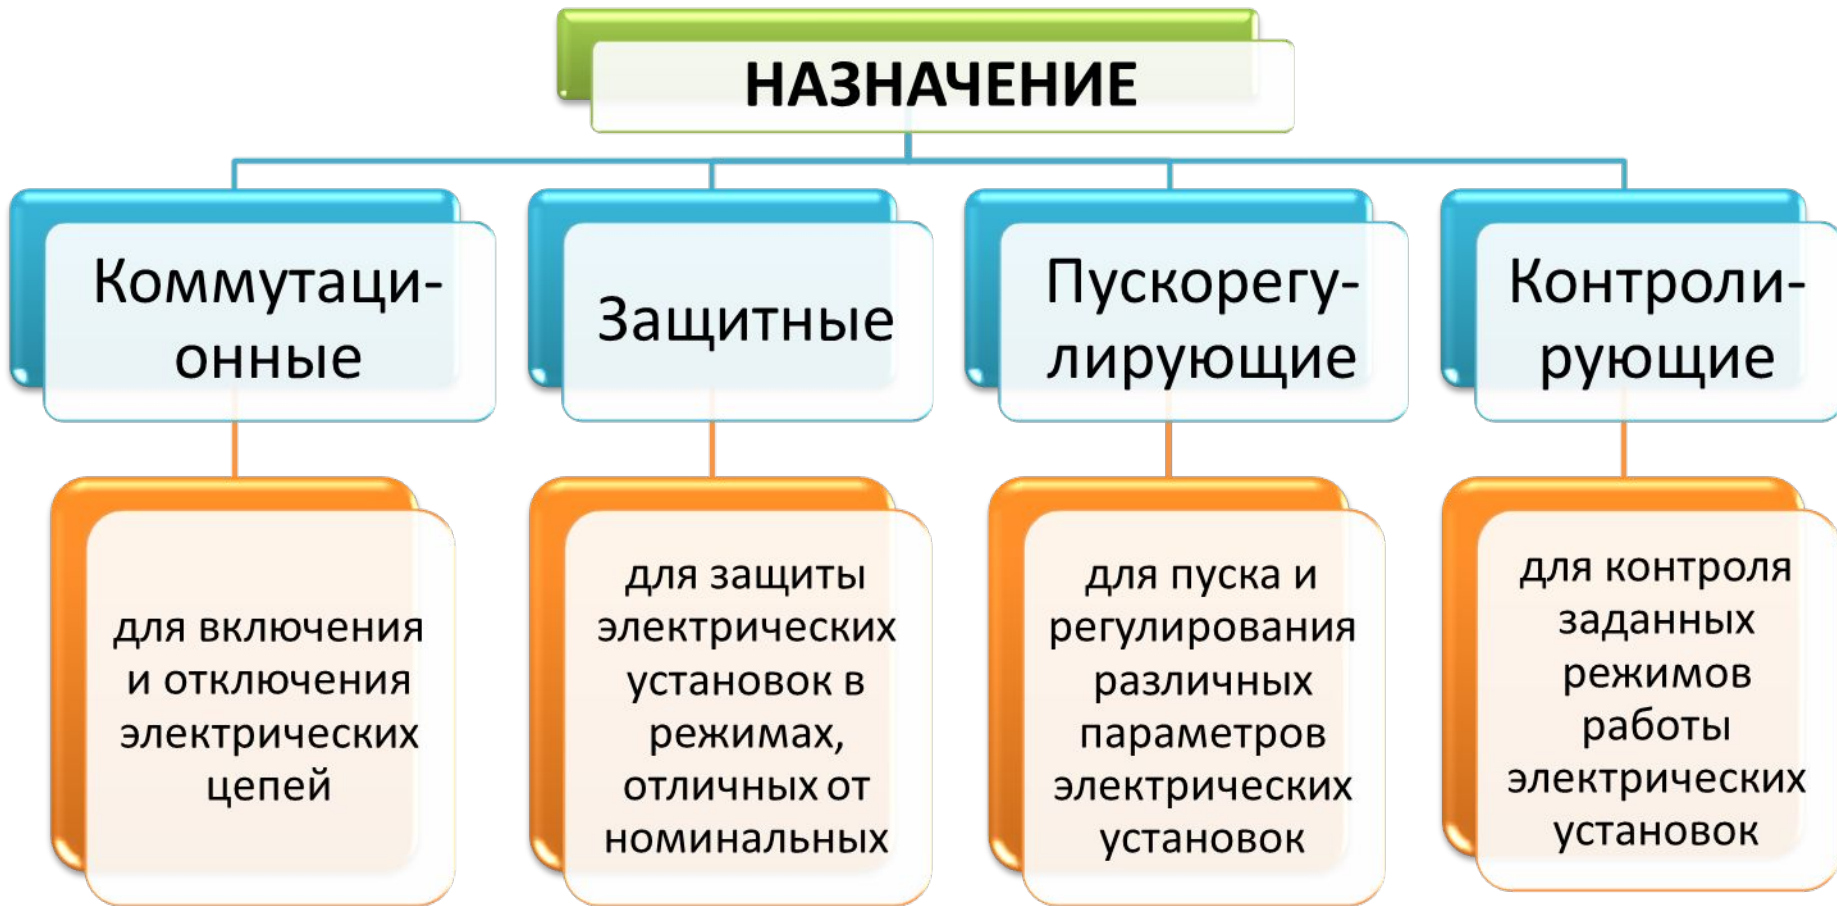 НАЗНАЧЕНИЕ
Коммутаци-
онные
Защитные
Пускорегу-
лирующие
Контроли-
рующие
для включения
и отключения
электрических
цепей
для защиты
электрических
установок в
режимах,
отличных от
номинальных
для пуска и
регулирования
различных
параметров
электрических
установок
для контроля
заданных
режимов
работы
электрических
установок